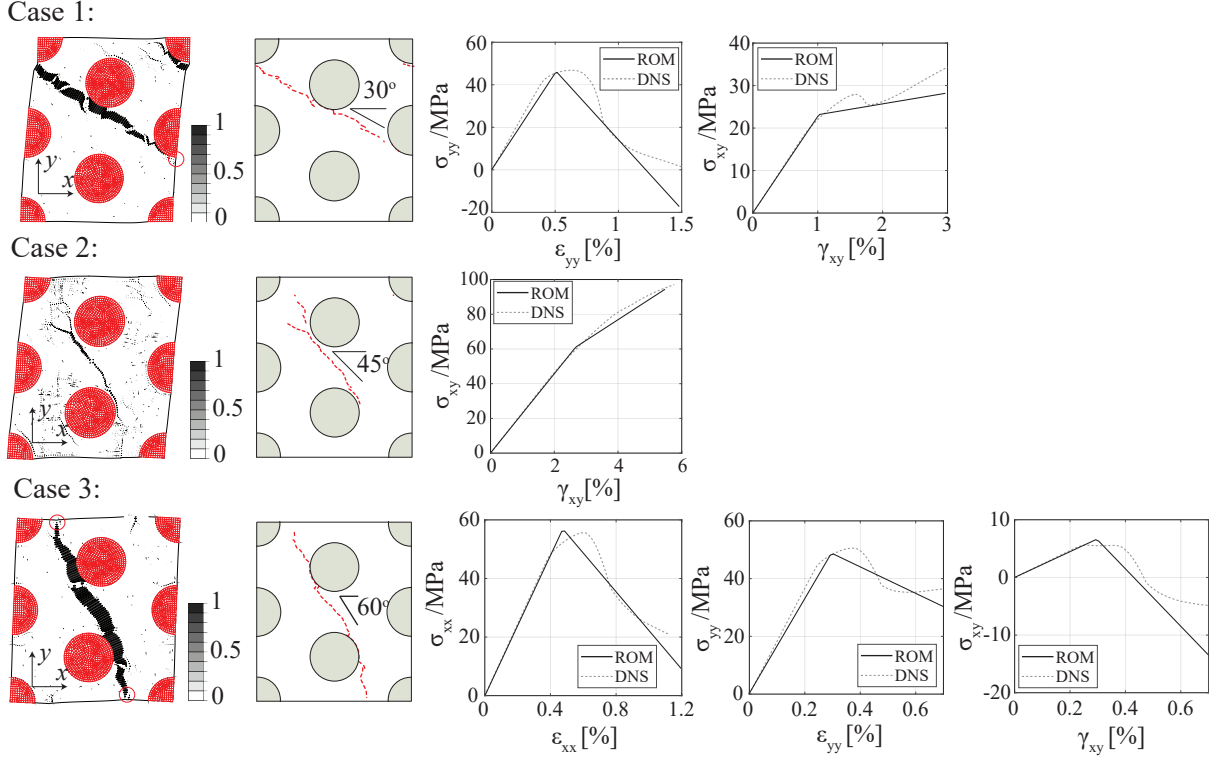 Case 1:
y
x
1
0.5
0
30°
60
40
20
0
-20
σyy/MPa
ROM
DNS
0
0.5
1
1.5
εyy[%]
40
30
20
10
0
σxy/MPa
ROM
DNS
0
1
2
3
γxy[%]
Case 2:
y
x
1
0.5
0
45°
100
80
60
40
20
0
σxy/MPa
ROM
DNS
0
2
4
6
γxy[%]
Case 3:
y
x
1
0.5
0
60°
60
40
20
0
σxx/MPa
ROM
DNS
0
0.4
0.8
1.2
εxx[%]
60
40
20
0
σyy/MPa
ROM
DNS
0
0.2
0.4
0.6
εyy[%]
10
0
-10
-20
σxy/MPa
ROM
DNS
0
0.2
0.4
0.6
γxy[%]